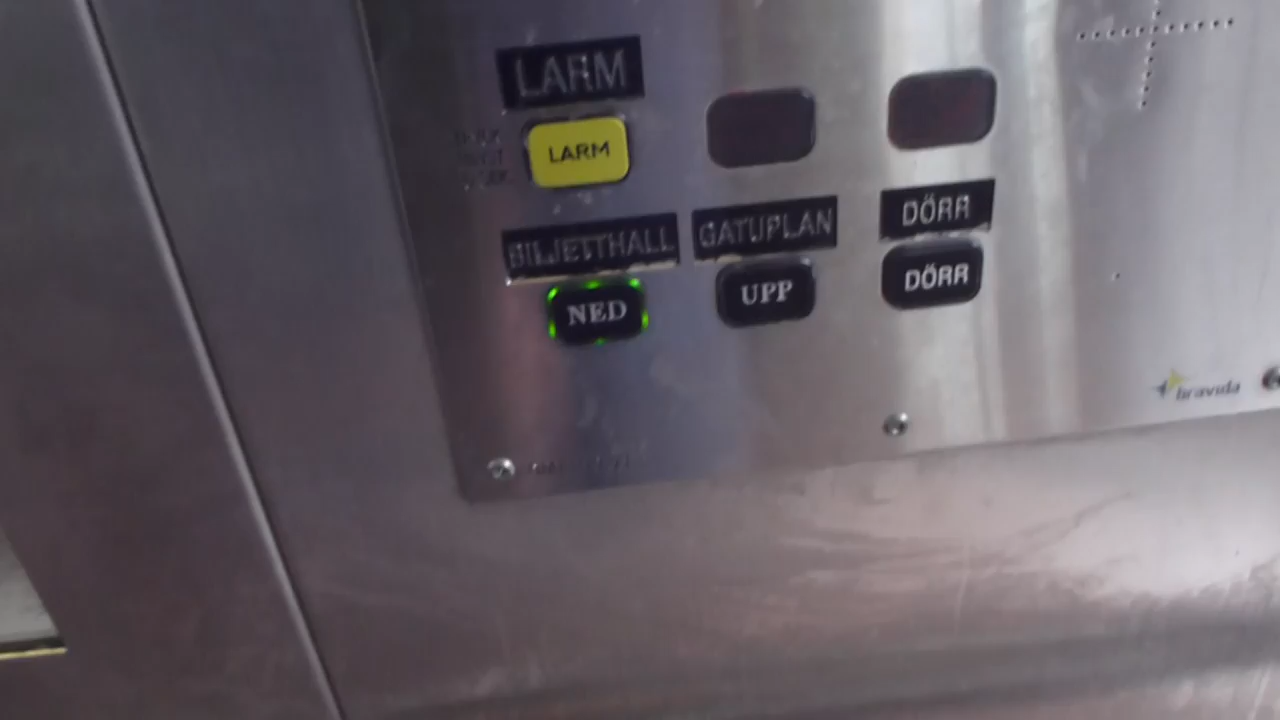 LARM
LARM
BILJETTHALL
GATUPLAN
DÖRR
NED
UPP
DÖRR
bravida